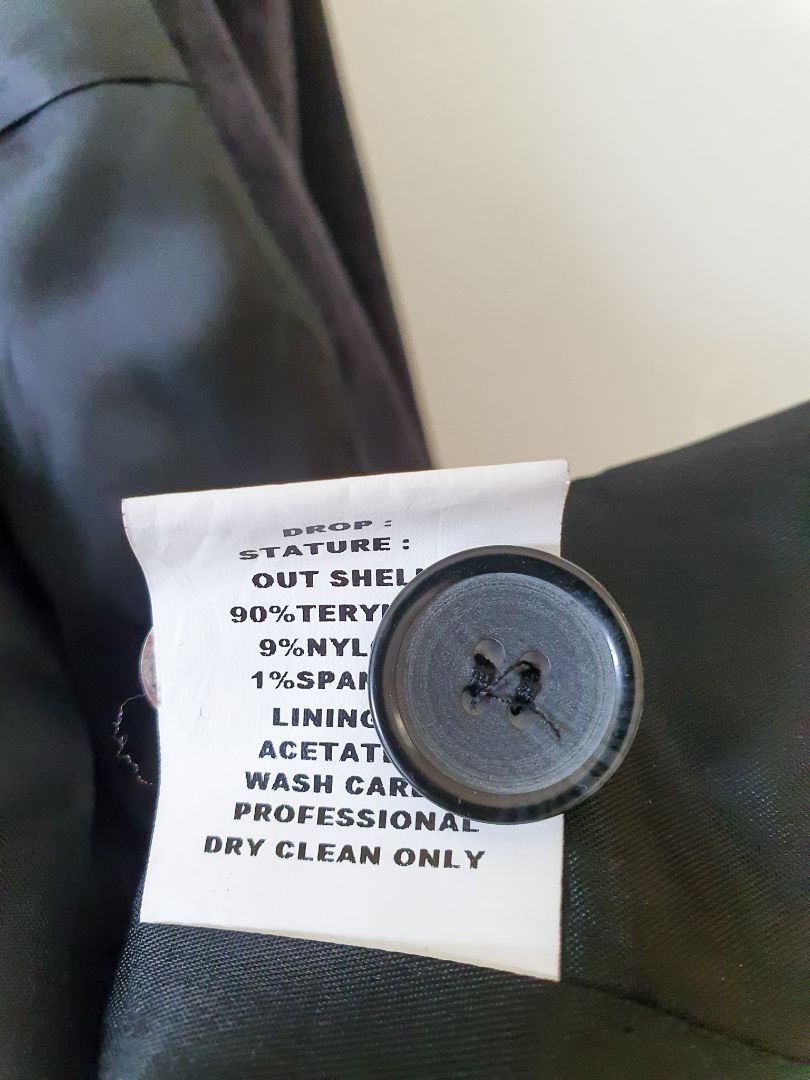 DROP :
STATURE :
OUT SHEL
90%TERY
9%NYL
1%SPAN
LINING
ACETAT
WASH CAR
PROFESSIONAL
DRY CLEAN ONLY